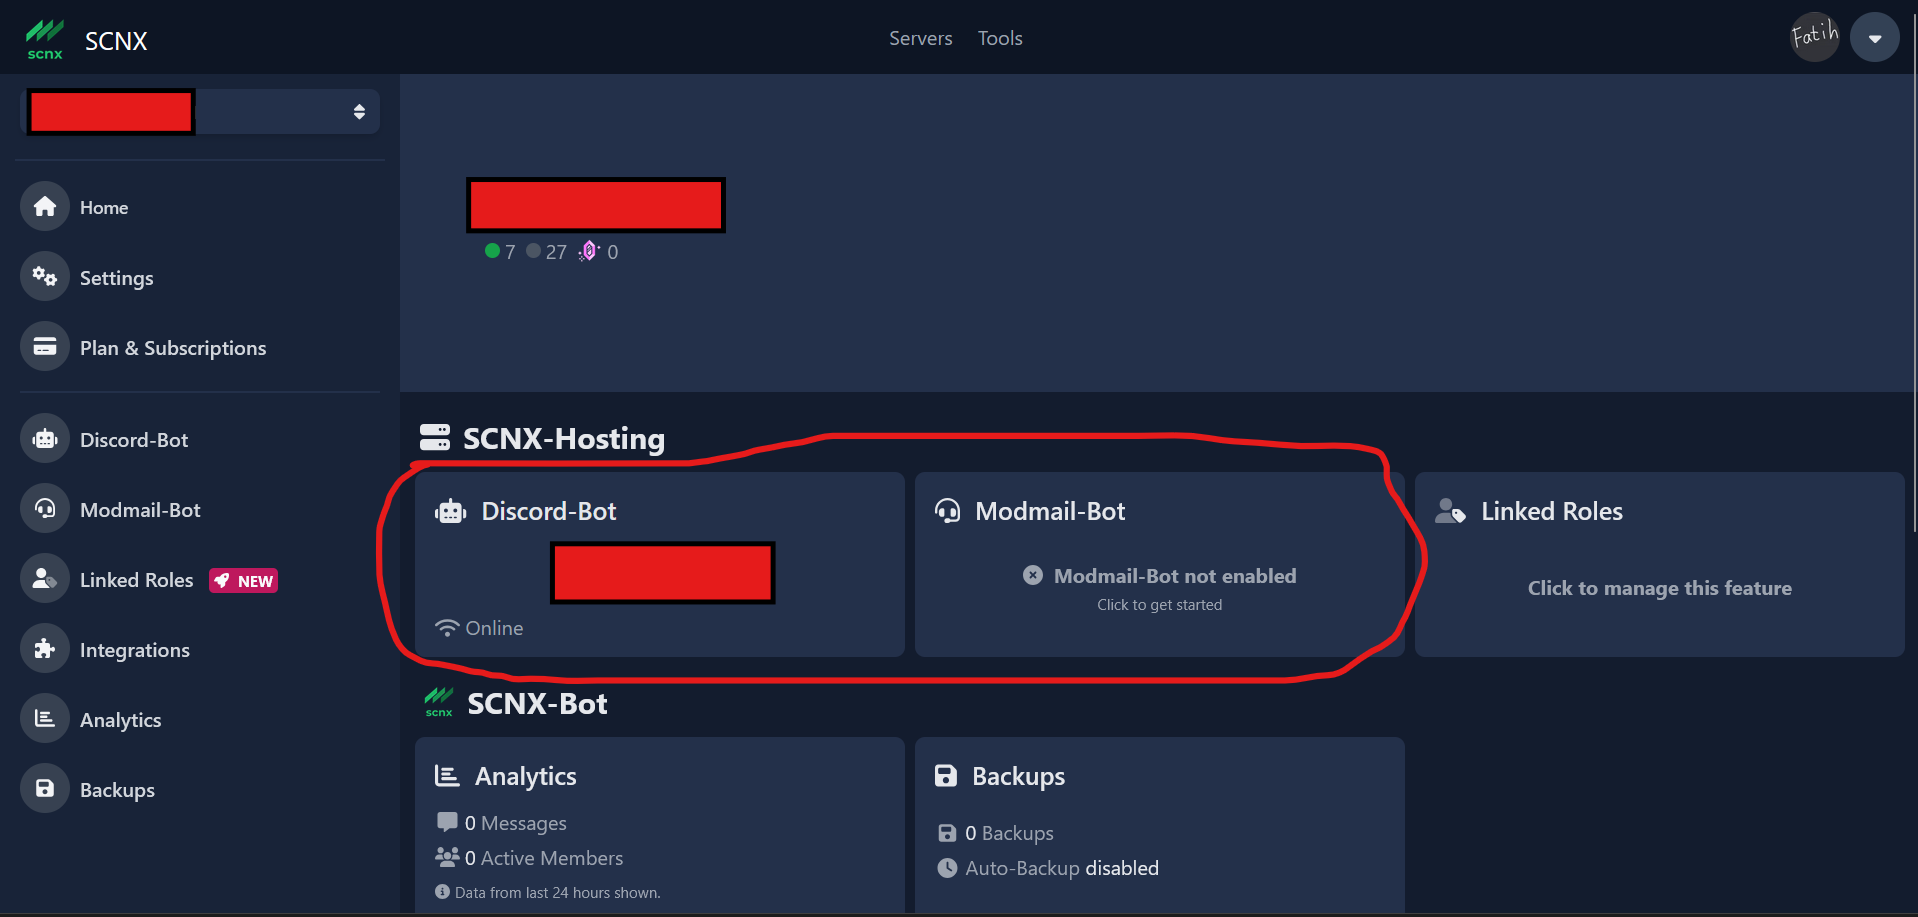 scnx SCNX Servers Tools Fatih
Home
7 27 0
Settings
Plan & Subscriptions
SCNX-Hosting
Discord-Bot
Modmail-Bot
Linked Roles NEW
Integrations
Analytics
Backups
Discord-Bot
Online
Modmail-Bot
Modmail-Bot not enabled
Click to get started
Linked Roles
Click to manage this feature
scnx SCNX-Bot
Analytics
0 Messages
0 Active Members
Data from last 24 hours shown.
Backups
0 Backups
Auto-Backup disabled